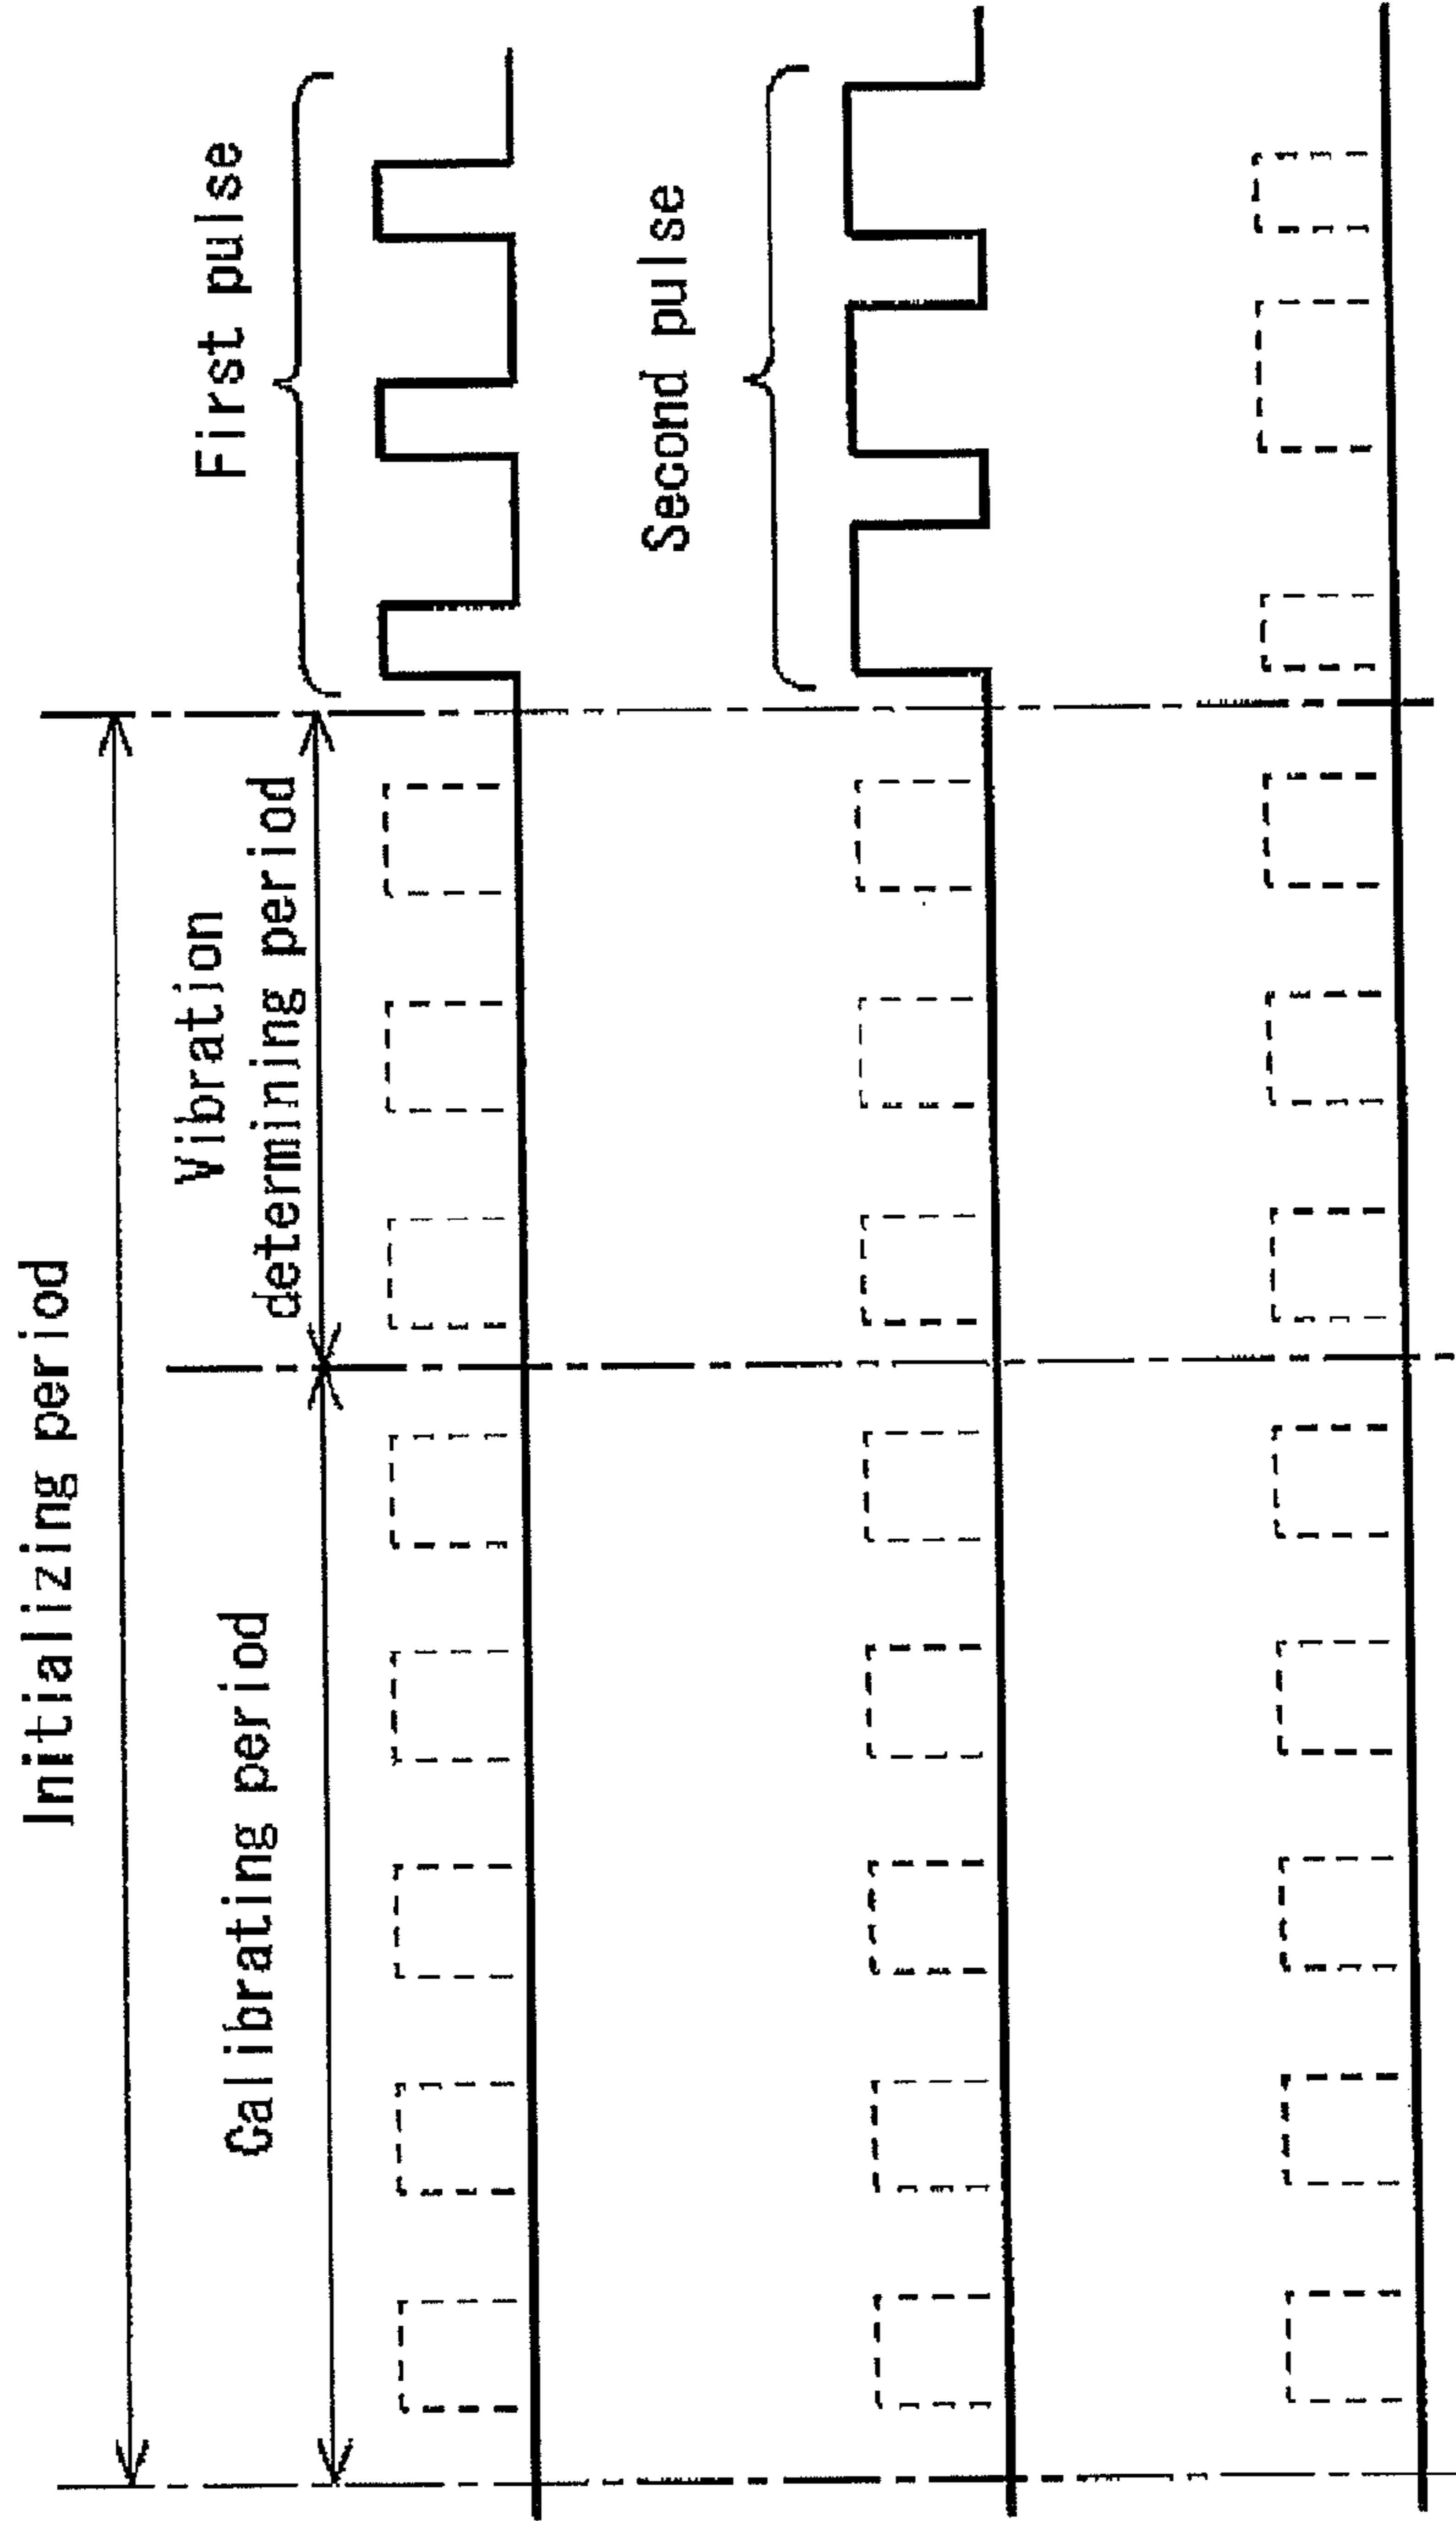 Initializing period
Calibrating period
Vibration
determining period
First pulse
Second pulse